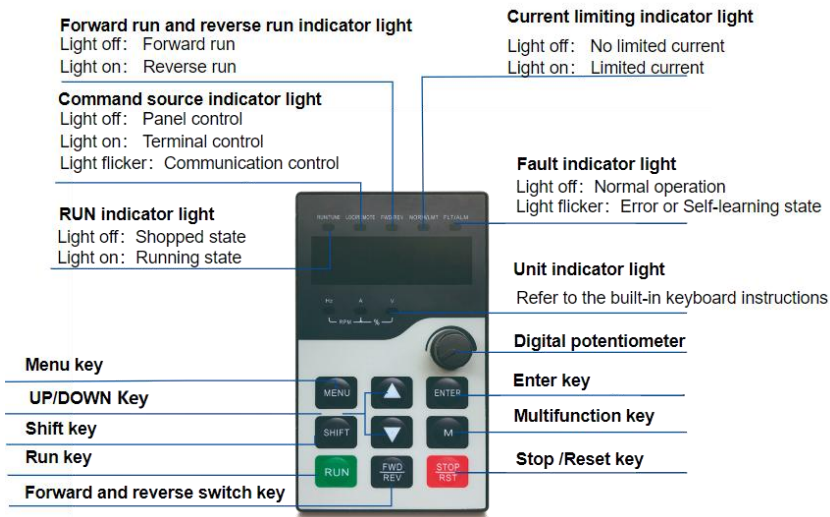 Forward run and reverse run indicator light
Light off: Forward run
Light on: Reverse run
Current limiting indicator light
Light off: No limited current
Light on: Limited current
Command source indicator light
Light off: Panel control
Light on: Terminal control
Light flicker: Communication control
Fault indicator light
Light off: Normal operation
Light flicker: Error or Self-learning state
RUN indicator light
Light off: Shopped state
Light on: Running state
RUN/TUNE LOC/REMOTE FWD/REV NORM/LMT FLT/ALM
Unit indicator light
Refer to the built-in keyboard instructions
Hz A V
RPM %
Digital potentiometer
Menu key
UP/DOWN Key
Shift key
Run key
Forward and reverse switch key
MENU
ENTER
SHIFT
M
RUN
FWD
REV
STOP
RST
Enter key
Multifunction key
Stop /Reset key